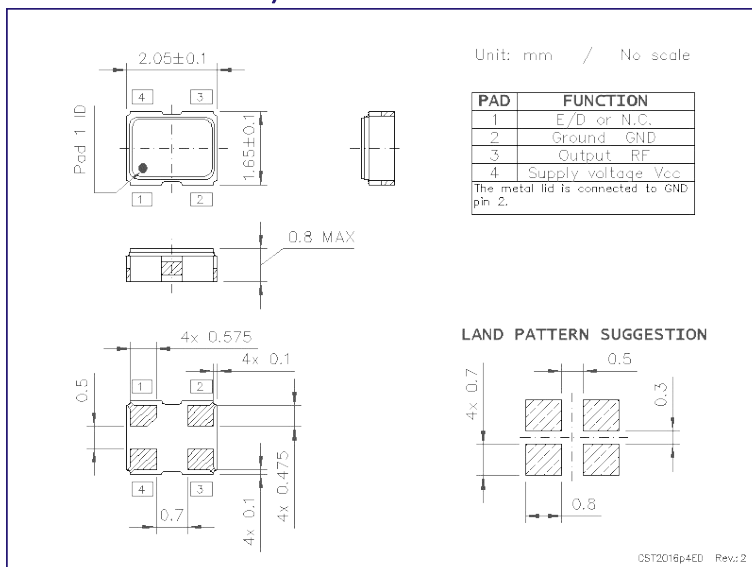 2.05±0.1
4
3
Pad 1 ID
1.65±0.1
1
2
Unit: mm / No scale
PAD FUNCTION
1 E/D or N.C.
2 Ground GND
3 Output RF
4 Supply voltage Vcc
The metal lid is connected to GND
pin 2.
0.8 MAX
4x 0.575
4x 0.1
0.5
1
2
4
3
0.7
4x 0.1
4x 0.475
LAND PATTERN SUGGESTION
0.5
4x 0.7
0.3
0.8
CST2016p4ED Rev.: 2